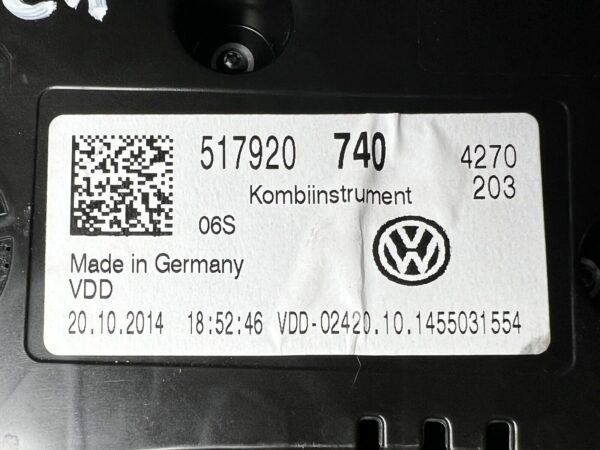 517920 740 4270
Kombiinstrument 203
06S
Made in Germany
VDD
20.10.2014 18:52:46 VDD-02420.10.1455031554